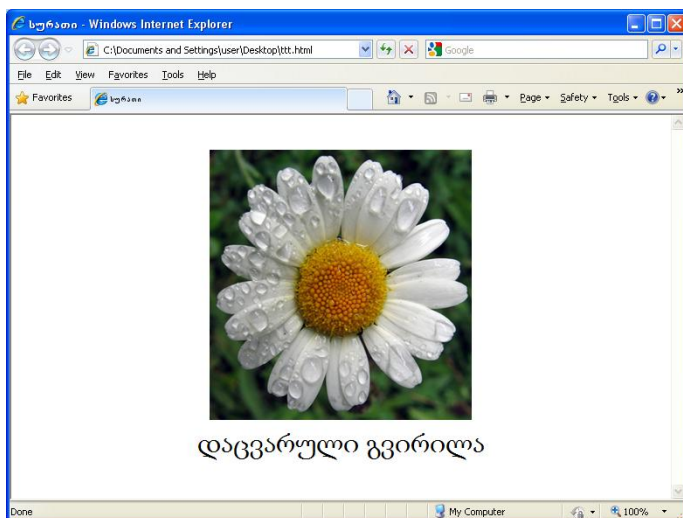 სურათი - Windows Internet Explorer
C:\Documents and Settings\user\Desktop\ttt.html
Google
File Edit View Favorites Tools Help
Favorites სურათი Page Safety Tools
დაცვარული გვირილა
Done My Computer 100%